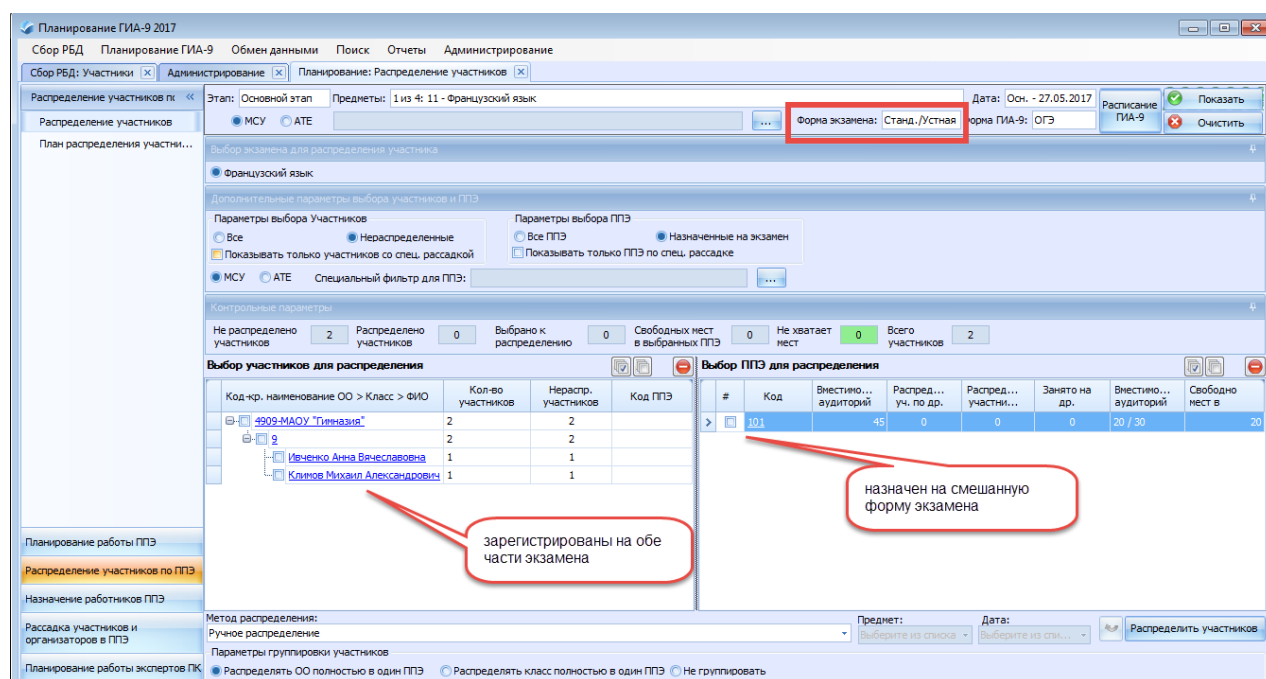 Планирование ГИА-9 2017
Сбор РБД Планирование ГИА-9 Обмен данными Поиск Отчеты Администрирование
Сбор РБД: Участники Администрирование Планирование: Распределение участников
Распределение участников пс «
Распределение участников
План распределения участни...
Этап: Основной этап Предметы: 1 из 4: 11 - Французский язык Дата: Осн. - 27.05.2017
МСУ АТЕ ... Форма экзамена: Станд./Устная орма ГИА-9: ОГЭ
Расписание ГИА-9
Показать
Очистить
Выбор экзамена для распределения участника
Французский язык
Дополнительные параметры выбора участников и ППЭ
Параметры выбора Участников
Все Нераспределенные
Показывать только участников со спец. рассадкой
Параметры выбора ППЭ
Все ППЭ Назначенные на экзамен
Показывать только ППЭ по спец. рассадке
МСУ АТЕ Специальный фильтр для ППЭ: ...
Контрольные параметры
Не распределено участников 2
Распределено участников 0
Выбрано к распределению 0
Свободных мест в выбранных ППЭ 0
Не хватает мест 0
Всего участников 2
Выбор участников для распределения
Код-кр. наименование ОО > Класс > ФИО Кол-во участников Нераспр. участников Код ППЭ
4909-МАОУ "Гимназия" 2 2
9 2 2
Ивченко Анна Вячеславовна 1 1
Климов Михаил Александрович 1 1
зарегистрированы на обе
части экзамена
Выбор ППЭ для распределения
# Код Вместимо... аудиторий Распред... уч. по др. Распред... участни... Занято на др. Вместимо... аудиторий Свободно мест в
101 45 0 0 0 20 / 30 20
назначен на смешанную
форму экзамена
Планирование работы ППЭ
Распределение участников по ППЭ
Назначение работников ППЭ
Рассадка участников и
организаторов в ППЭ
Планирование работы экспертов ПК
Метод распределения:
Ручное распределение
Предмет:
Выберите из списка
Дата:
Выберите из спи...
Распределить участников
Параметры группировки участников
Распределять ОО полностью в один ППЭ Распределять класс полностью в один ППЭ Не группировать